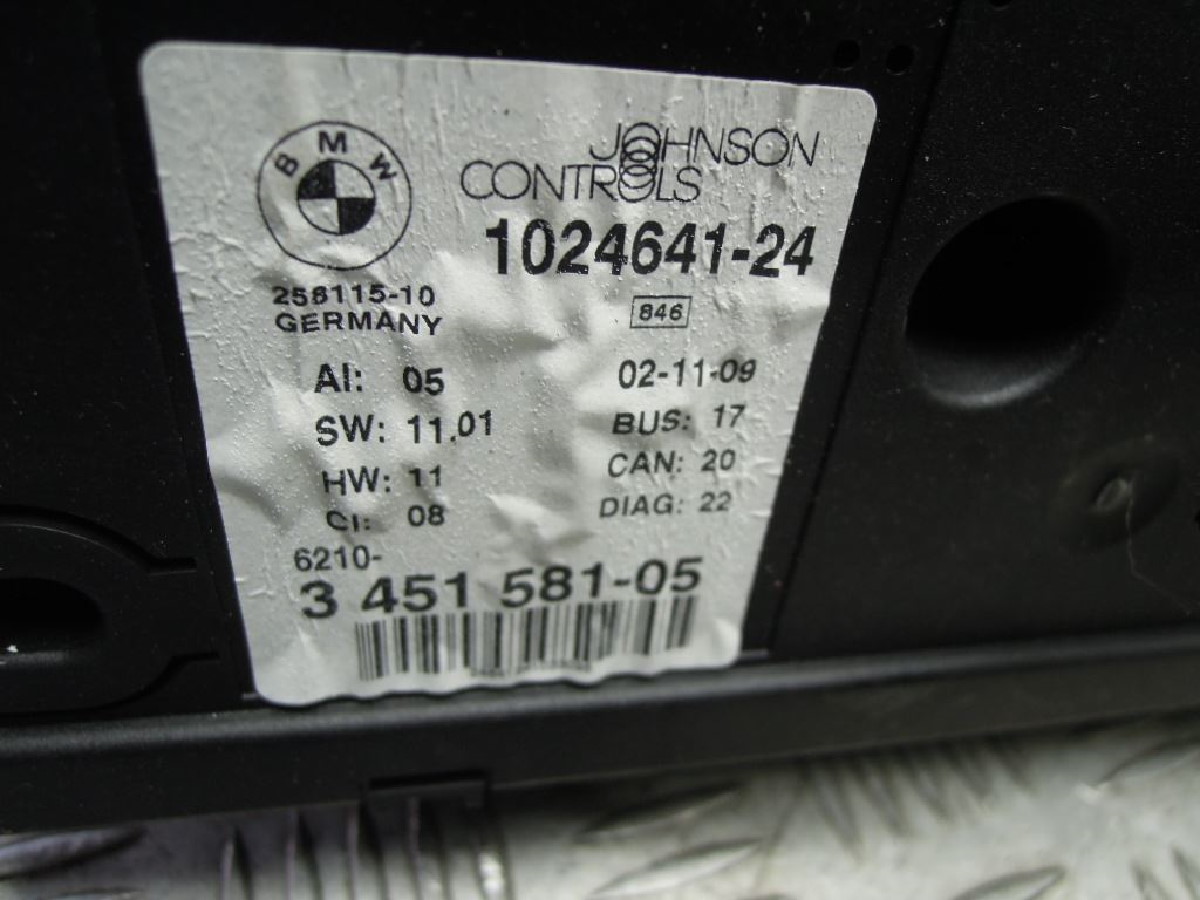 BMW
JOHNSON
CONTROLS
1024641-24
258115-10
GERMANY
846
AI: 05
02-11-09
SW: 11.01
BUS: 17
HW: 11
CAN: 20
CI: 08
DIAG: 22
6210-
3 451 581-05